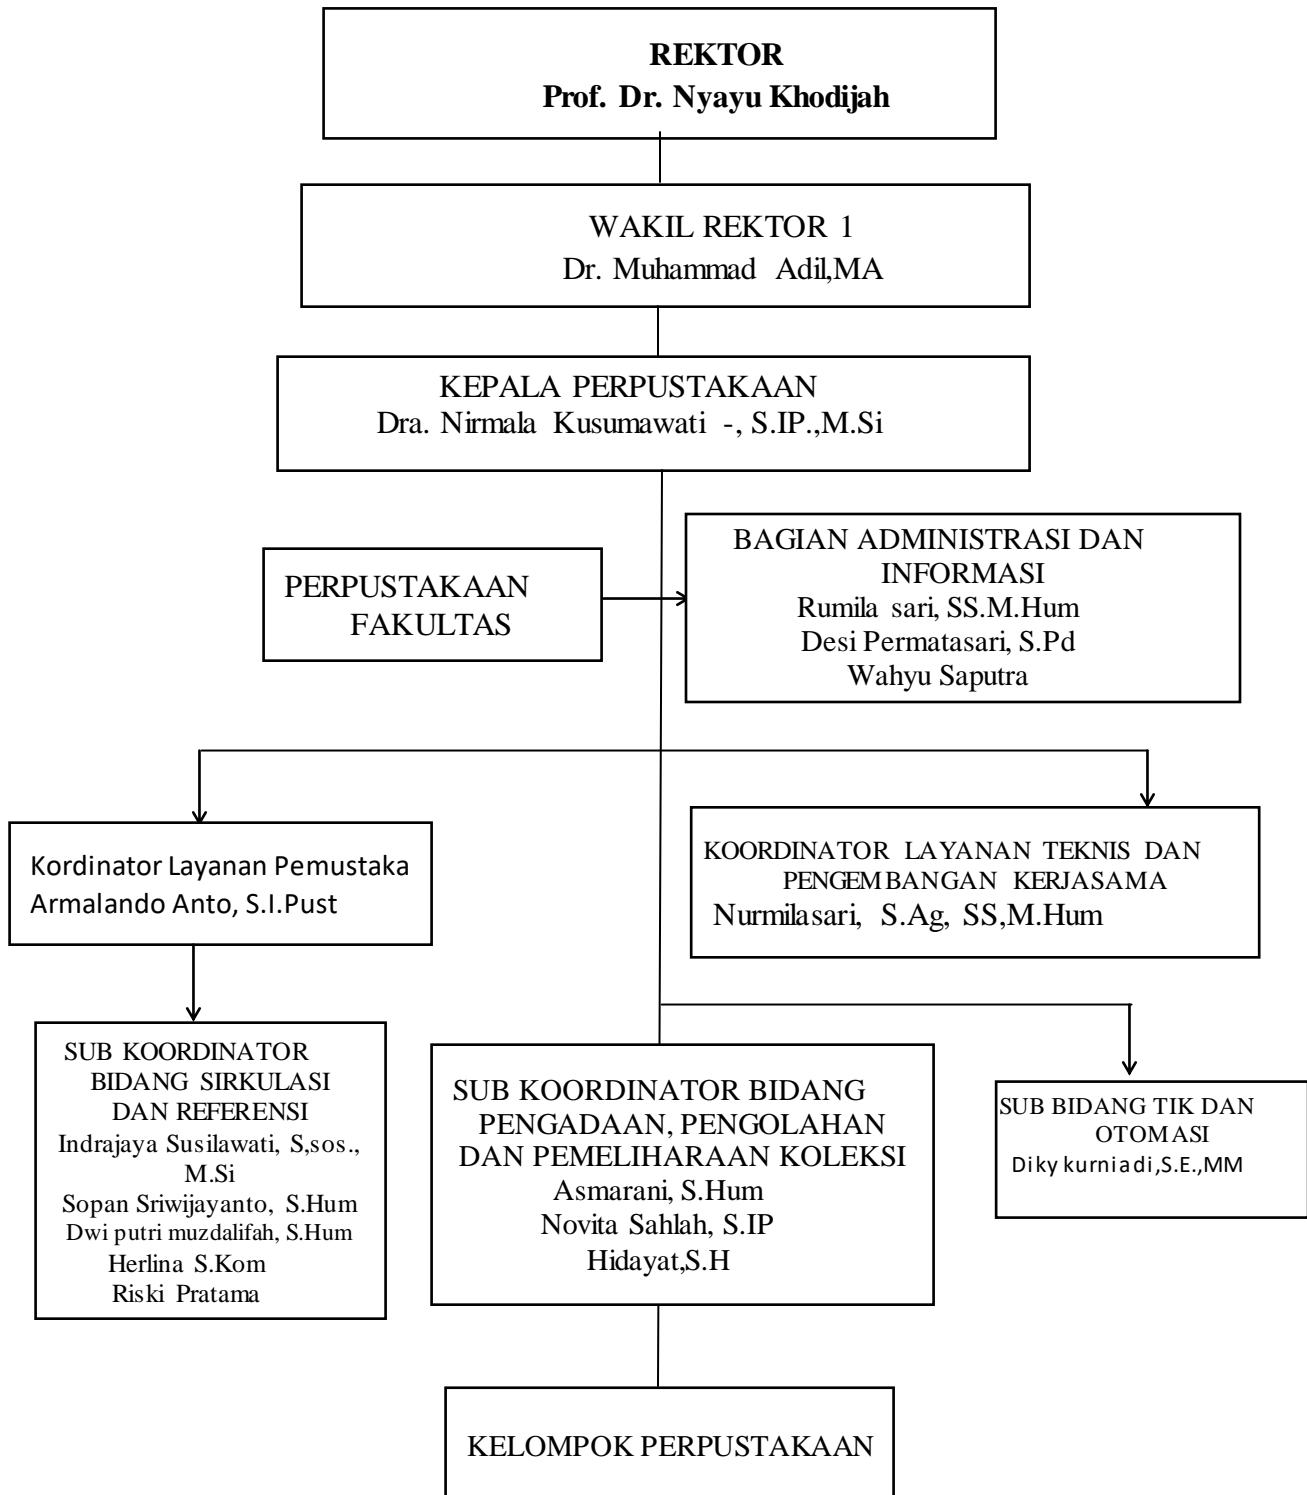 REKTOR
Prof. Dr. Nyayu Khodijah
WAKIL REKTOR 1
Dr. Muhammad Adil,MA
KEPALA PERPUSTAKAAN
Dra. Nirmala Kusumawati -, S.IP.,M.Si
PERPUSTAKAAN
FAKULTAS
BAGIAN ADMINISTRASI DAN
INFORMASI
Rumila sari, SS.M.Hum
Desi Permatasari, S.Pd
Wahyu Saputra
Kordinator Layanan Pemustaka
Armalando Anto, S.I.Pust
KOORDINATOR LAYANAN TEKNIS DAN
PENGEMBANGAN KERJASAMA
Nurmilasari, S.Ag, SS,M.Hum
SUB KOORDINATOR
BIDANG SIRKULASI
DAN REFERENSI
Indrajaya Susilawati, S,sos.,
M.Si
Sopan Sriwijayanto, S.Hum
Dwi putri muzdalifah, S.Hum
Herlina S.Kom
Riski Pratama
SUB KOORDINATOR BIDANG
PENGADAAN, PENGOLAHAN
DAN PEMELIHARAAN KOLEKSI
Asmarani, S.Hum
Novita Sahlah, S.IP
Hidayat,S.H
SUB BIDANG TIK DAN
OTOMASI
Diky kurniadi,S.E.,MM
KELOMPOK PERPUSTAKAAN